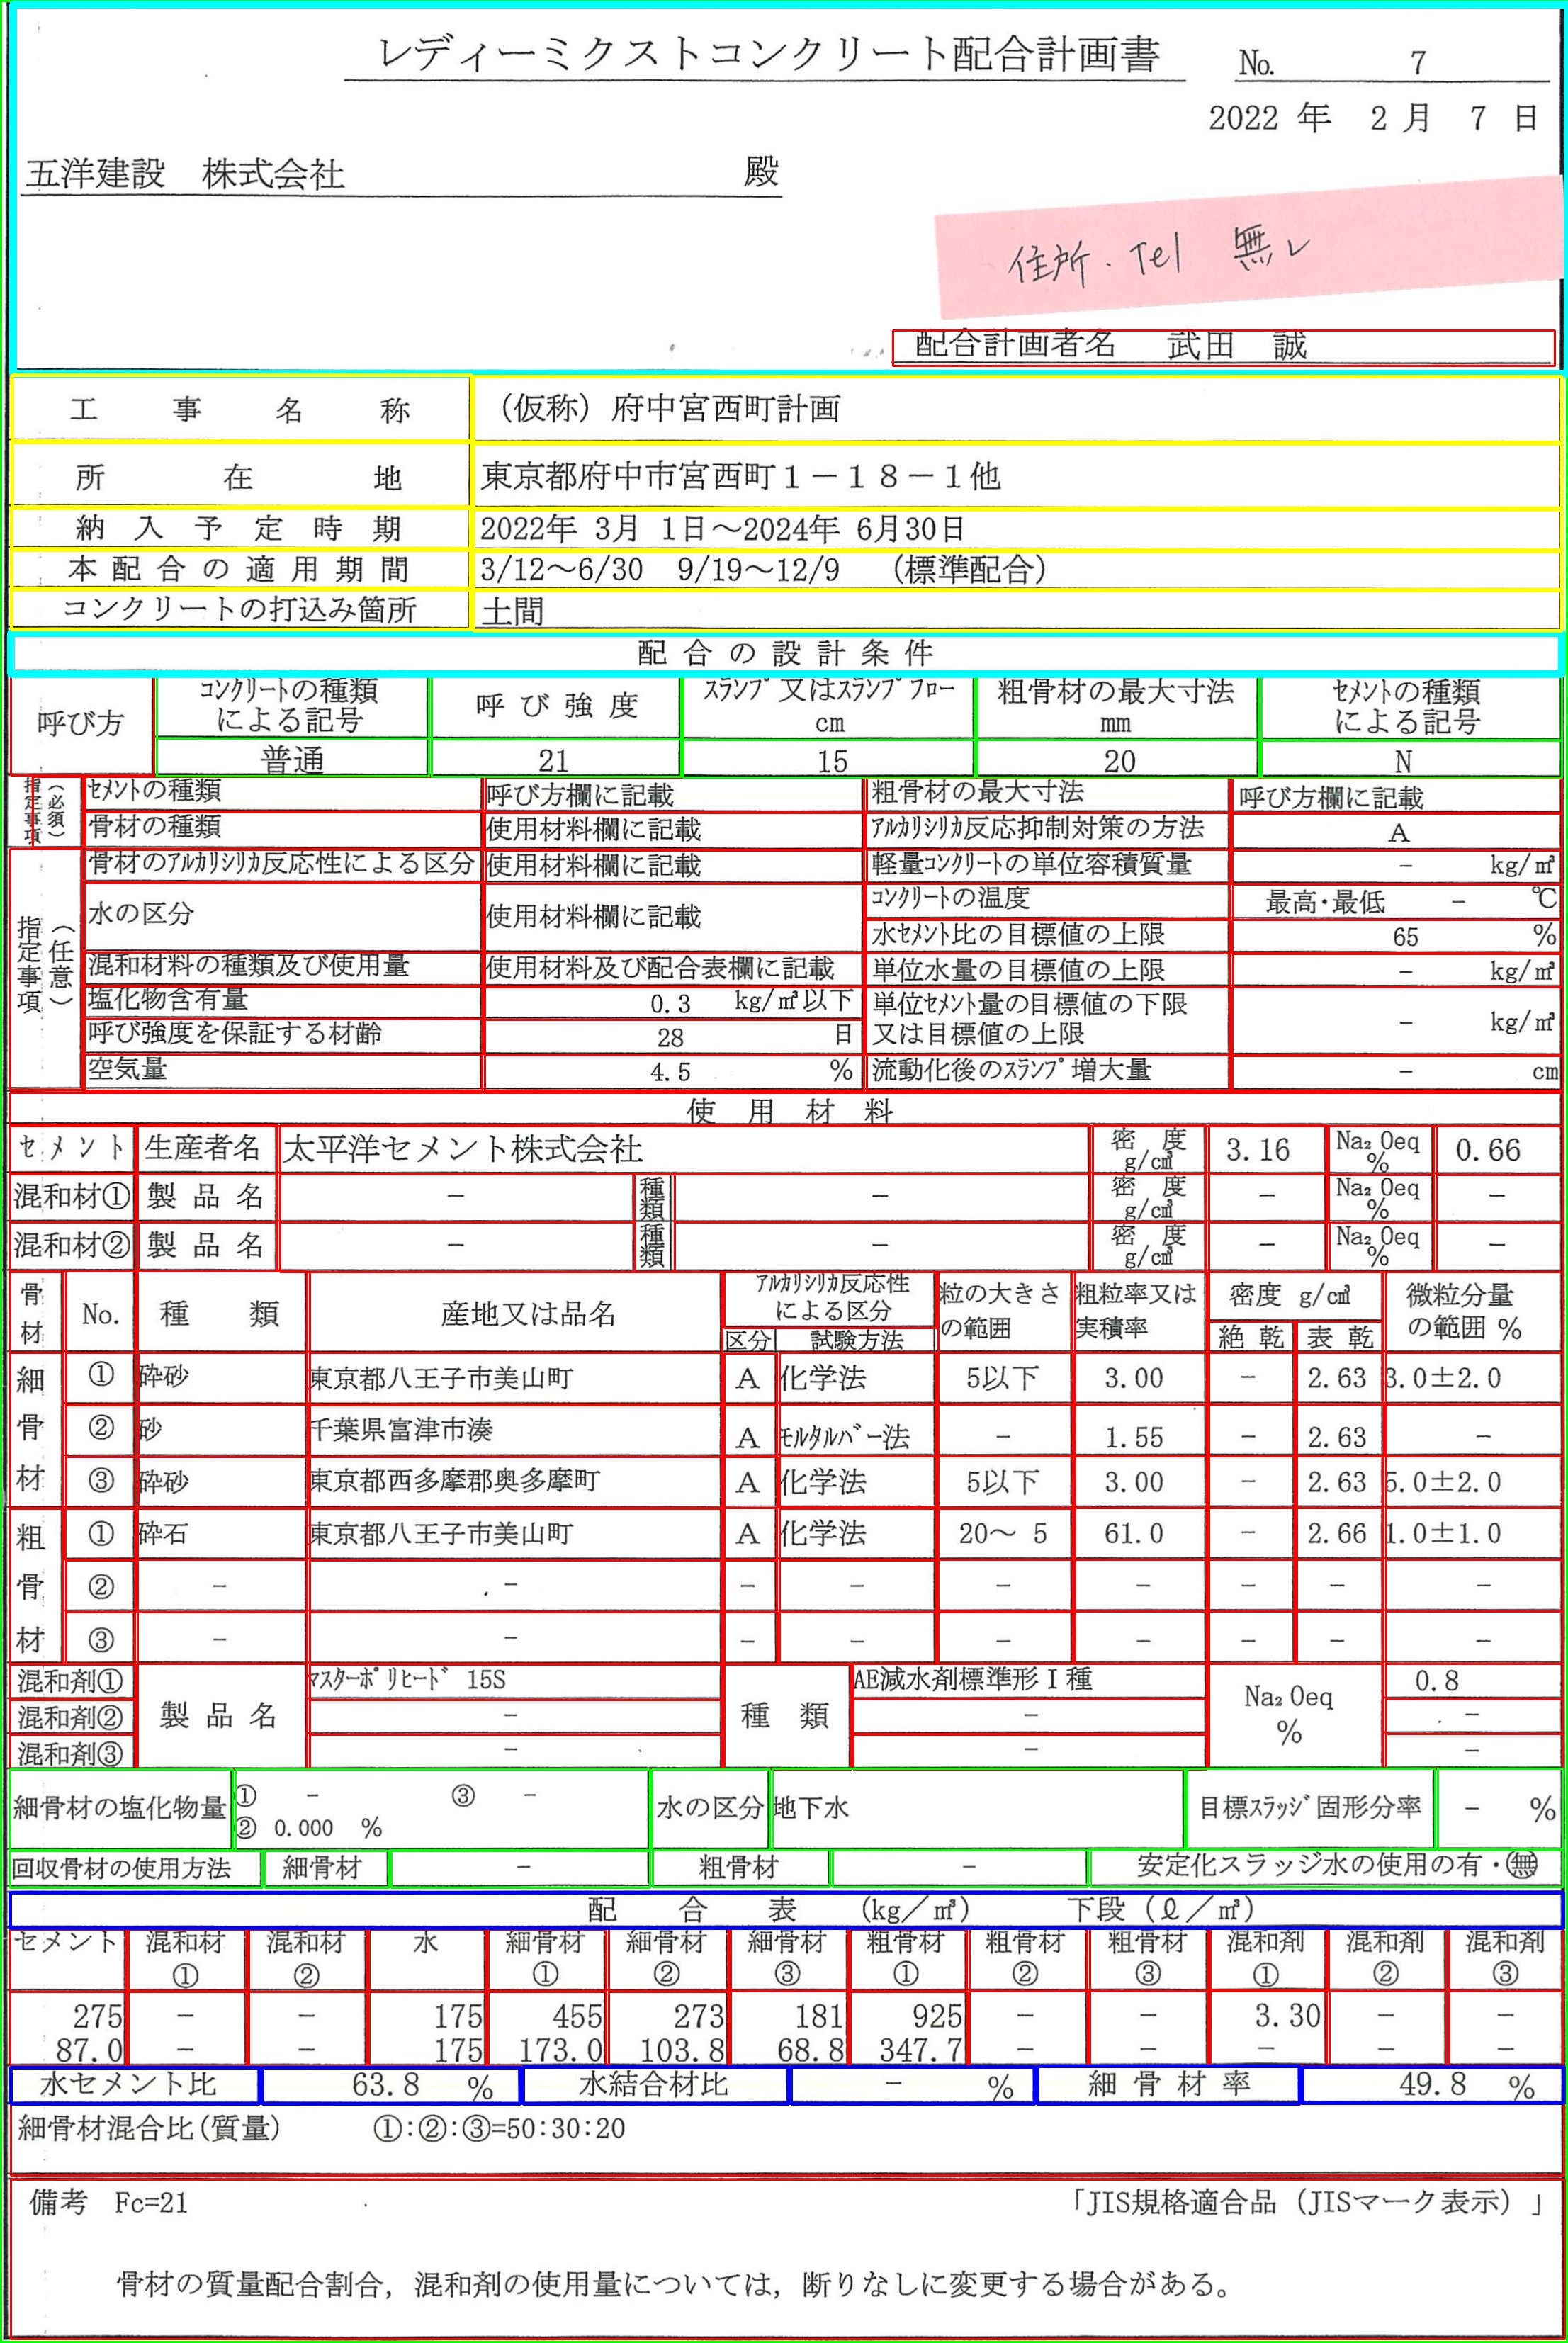 レディーミクストコンクリート配合計画書 No. 7
2022 年 2 月 7 日
五洋建設 株式会社 殿
住所.Tel 無し
配合計画者名 武田 誠
工事名称 (仮称)府中宮西町計画
所在地 東京都府中市宮西町1-18-1他
納入予定時期 2022年 3月 1日~2024年 6月30日
本配合の適用期間 3/12~6/30 9/19~12/9 (標準配合)
コンクリートの打込み箇所 土間
配合の設計条件
呼び方 コンクリートの種類による記号 呼び強度 スランプ又はスランプフロー cm 粗骨材の最大寸法 mm セメントの種類による記号
普通 21 15 20 N
指定事項(必須) セメントの種類 呼び方欄に記載 粗骨材の最大寸法 呼び方欄に記載
骨材の種類 使用材料欄に記載 アルカリシリカ反応抑制対策の方法 A
指定事項(任意) 骨材のアルカリシリカ反応性による区分 使用材料欄に記載 軽量コンクリートの単位容積質量 - kg/㎥
水の区分 使用材料欄に記載 コンクリートの温度 最高・最低 - ℃
水セメント比の目標値の上限 65 %
混和材料の種類及び使用量 使用材料及び配合表欄に記載 単位水量の目標値の上限 - kg/㎥
塩化物含有量 0.3 kg/㎥以下 単位セメント量の目標値の下限又は目標値の上限 - kg/㎥
呼び強度を保証する材齢 28 日
空気量 4.5 % 流動化後のスランプ増大量 - cm
使用材料
セメント 生産者名 太平洋セメント株式会社 密度 g/c㎥ 3.16 Na₂Oeq % 0.66
混和材① 製品名 - 種類 - 密度 g/c㎥ - Na₂Oeq % -
混和材② 製品名 - 種類 - 密度 g/c㎥ - Na₂Oeq % -
骨材 No. 種類 産地又は品名 アルカリシリカ反応性による区分 区分 試験方法 粒の大きさの範囲 粗粒率又は実積率 密度 g/c㎥ 絶乾 表乾 微粒分量の範囲 %
細骨材 ① 砕砂 東京都八王子市美山町 A 化学法 5以下 3.00 - 2.63 3.0±2.0
② 砂 千葉県富津市湊 A モルタルバー法 - 1.55 - 2.63 -
③ 砕砂 東京都西多摩郡奥多摩町 A 化学法 5以下 3.00 - 2.63 5.0±2.0
粗骨材 ① 砕石 東京都八王子市美山町 A 化学法 20~ 5 61.0 - 2.66 1.0±1.0
② - - - - - - - - -
③ - - - - - - - - -
混和剤① 製品名 マスターポリヒード 15S 種類 AE減水剤標準形Ⅰ種 Na₂Oeq % 0.8
混和剤② - - -
混和剤③ - - -
細骨材の塩化物量 ① - ③ - 水の区分 地下水 目標スラッジ固形分率 - %
② 0.000 %
回収骨材の使用方法 細骨材 - 粗骨材 - 安定化スラッジ水の使用の有・㊇無
配合表 (kg/㎥) 下段(ℓ/㎥)
セメント 混和材① 混和材② 水 細骨材① 細骨材② 細骨材③ 粗骨材① 粗骨材② 粗骨材③ 混和剤① 混和剤② 混和剤③
275 - - 175 455 273 181 925 - - 3.30 - -
87.0 - - 175 173.0 103.8 68.8 347.7 - - - - -
水セメント比 63.8 % 水結合材比 - % 細骨材率 49.8 %
細骨材混合比(質量) ①:②:③=50:30:20
備考 Fc=21 「JIS規格適合品(JISマーク表示)」
骨材の質量配合割合,混和剤の使用量については,断りなしに変更する場合がある。